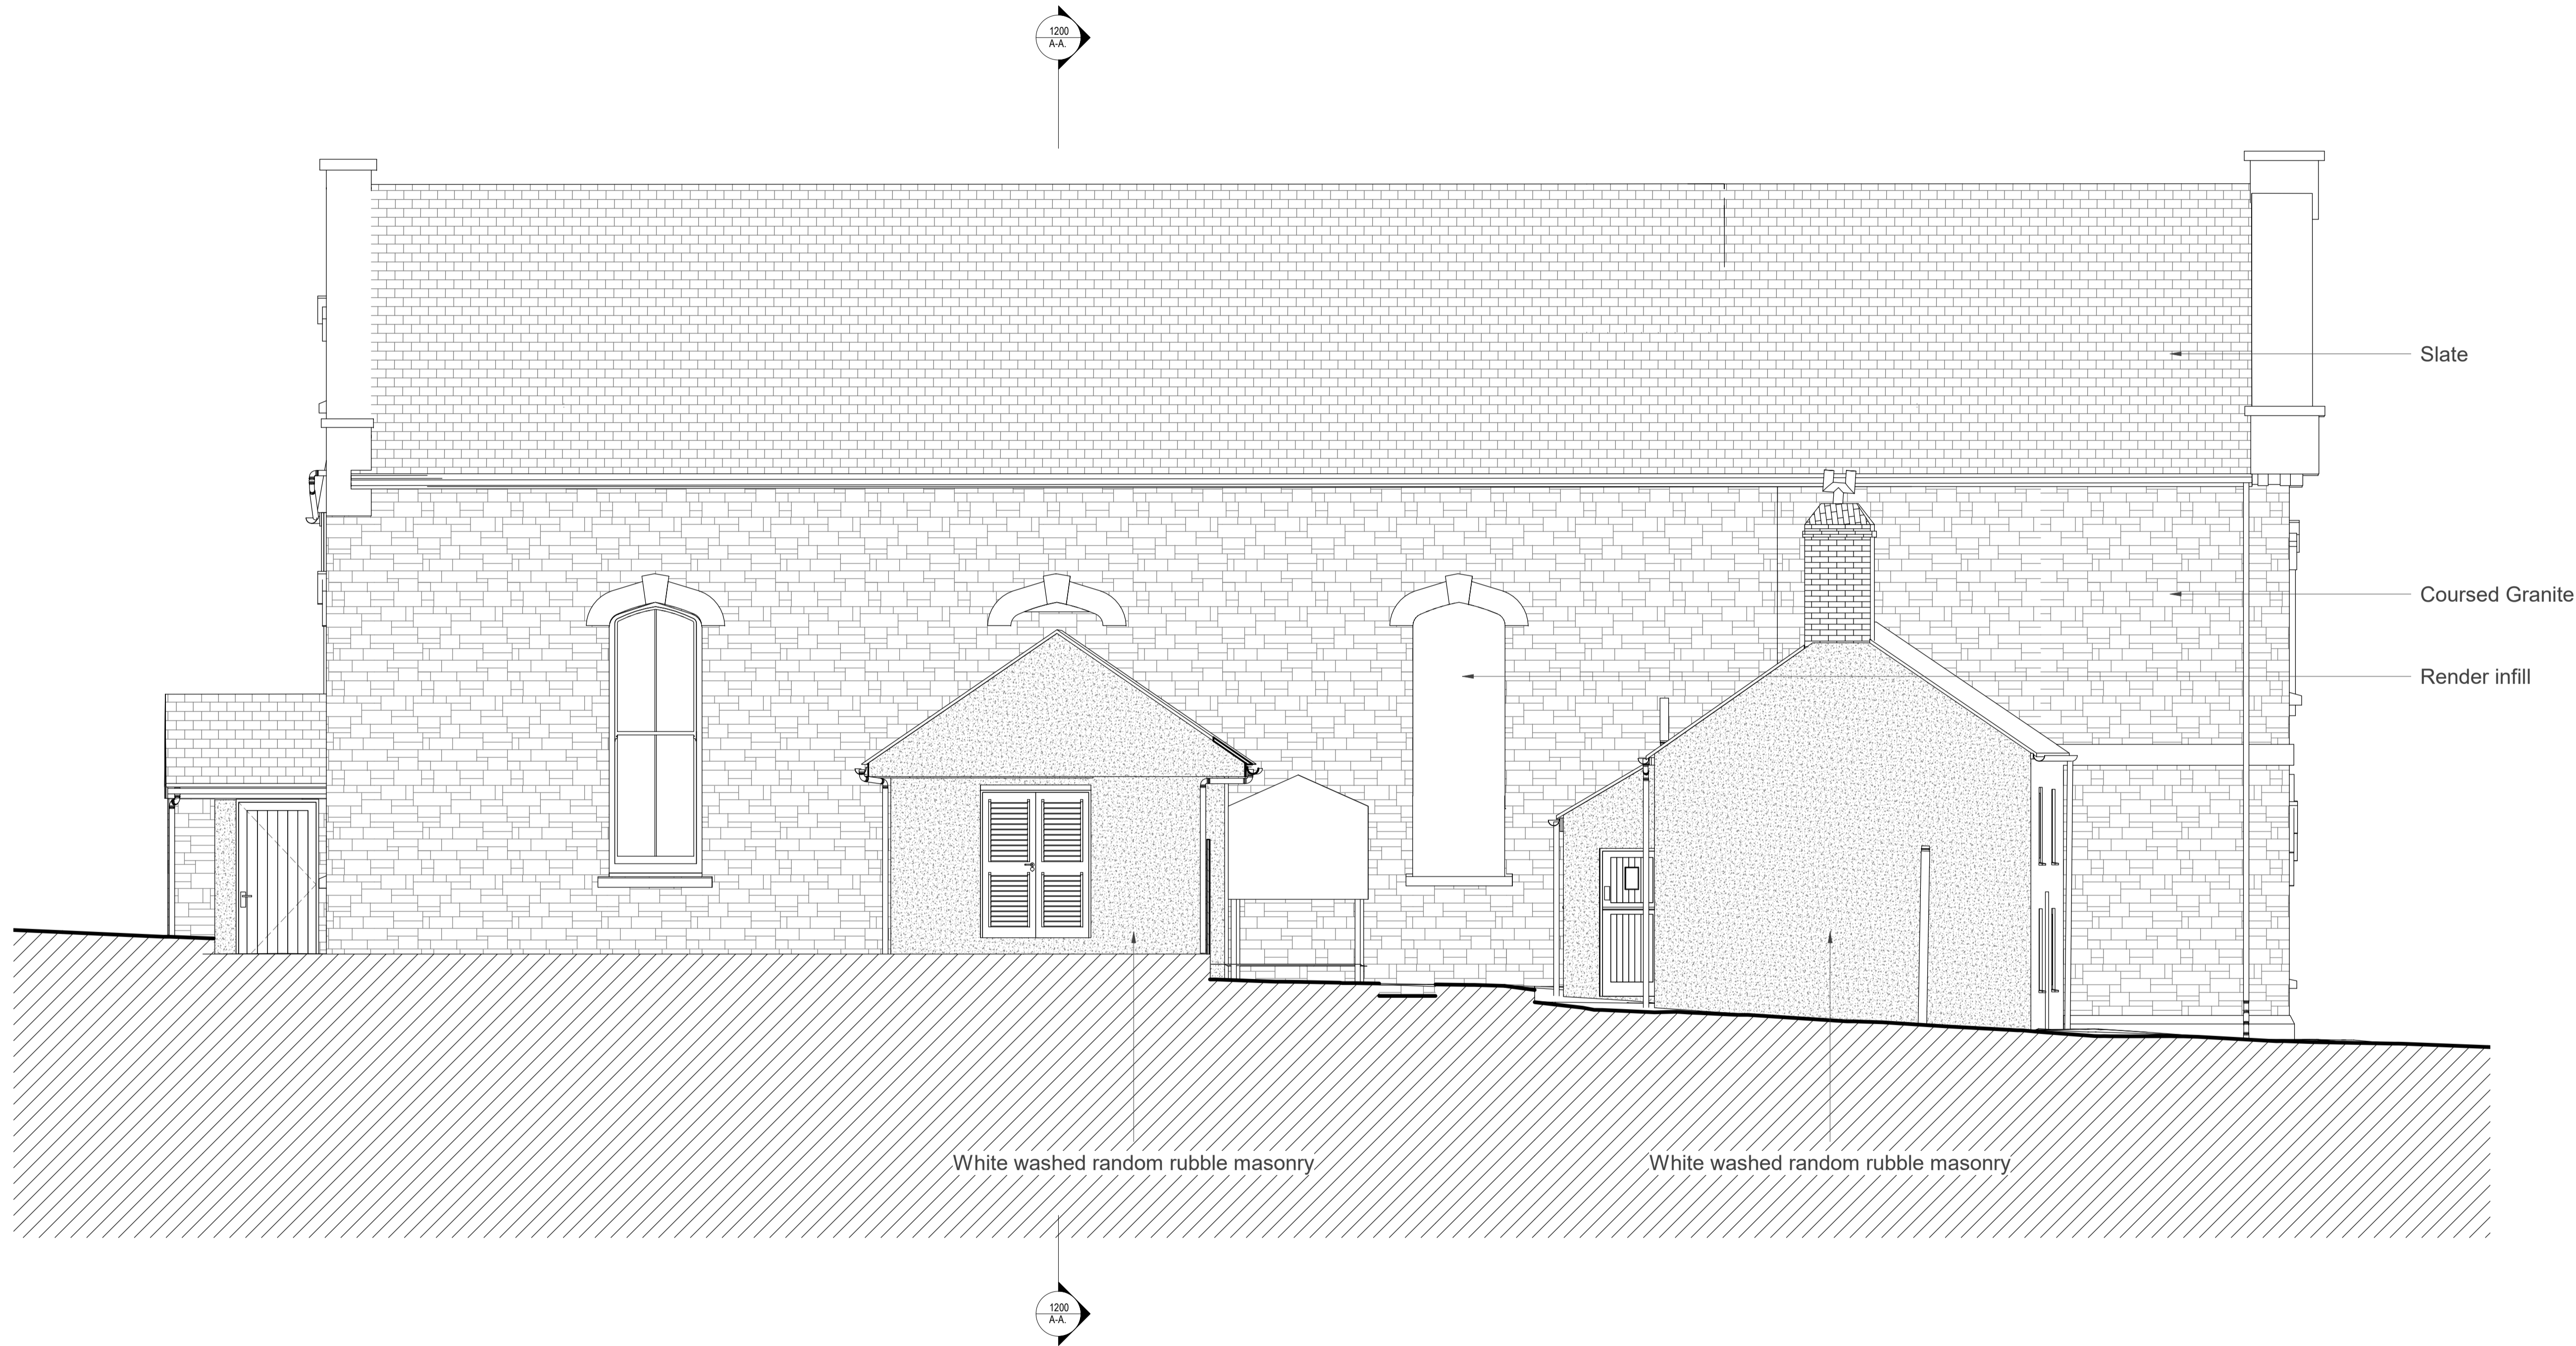 1200
A-A.
Slate
Coursed Granite
Render infill
White washed random rubble masonry
White washed random rubble masonry
1200
A-A.